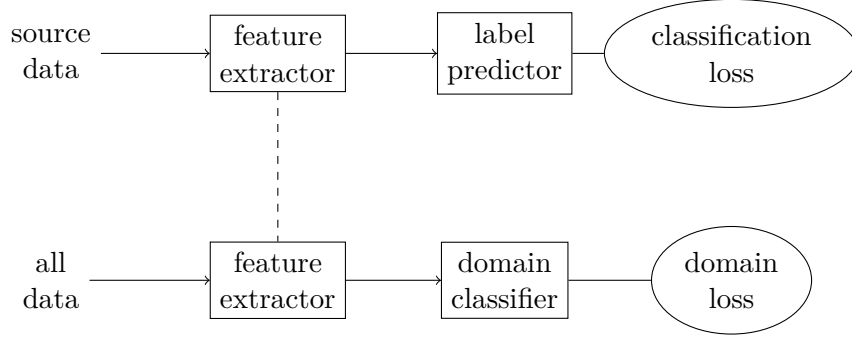 source
data
feature
extractor
label
predictor
classification
loss
all
data
feature
extractor
domain
classifier
domain
loss